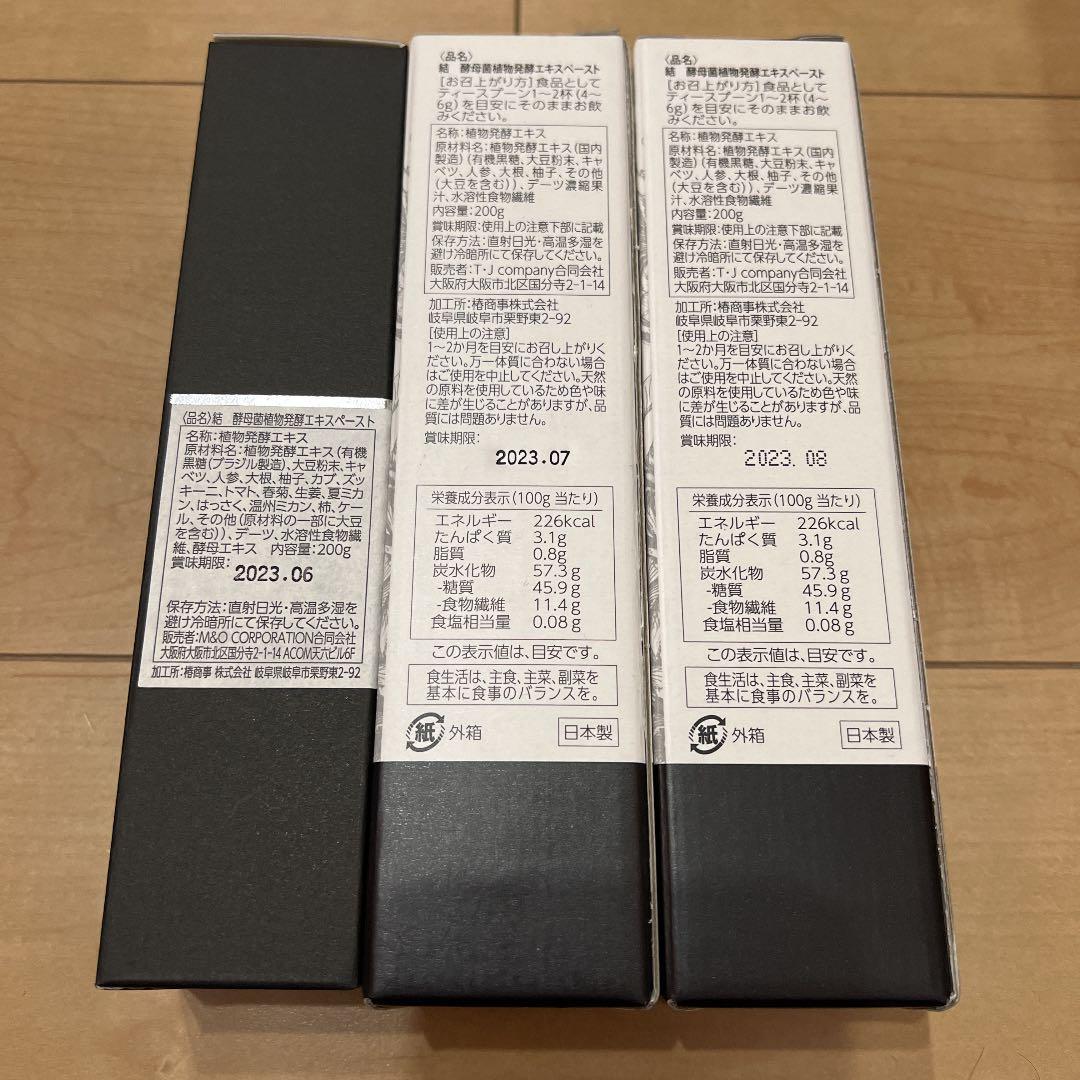 〈品名〉結 酵母菌植物発酵エキスペースト
名称:植物発酵エキス
原材料名:植物発酵エキス(有機
黒糖(ブラジル製造)、大豆粉末、キャ
ベツ、人参、大根、柚子、カブ、ズッ
キーニ、トマト、春菊、生姜、夏ミカ
ン、はっさく、温州ミカン、柿、ケー
ル、その他(原材料の一部に大豆
を含む))、デーツ、水溶性食物繊
維、酵母エキス 内容量:200g
賞味期限:
2023.06
保存方法:直射日光・高温多湿を
避け冷暗所にて保存してください。
販売者:M&O CORPORATION合同会社
大阪府大阪市北区国分寺2-1-14 ACOM天六ビル6F
加工所:椿商事 株式会社 岐阜県岐阜市栗野東2-92
〈品名〉
結 酵母菌植物発酵エキスペースト
[お召上がり方]食品として
ティースプーン1〜2杯(4〜
6g)を目安にそのままお飲
みください。
名称:植物発酵エキス
原材料名:植物発酵エキス(国内
製造)(有機黒糖、大豆粉末、キャ
ベツ、人参、大根、柚子、その他
(大豆を含む))、デーツ濃縮果
汁、水溶性食物繊維
内容量:200g
賞味期限:使用上の注意下部に記載
保存方法:直射日光・高温多湿を
避け冷暗所にて保存してください。
販売者:T・J company合同会社
大阪府大阪市北区国分寺2-1-14
加工所:椿商事株式会社
岐阜県岐阜市栗野東2-92
[使用上の注意]
1〜2か月を目安にお召し上がりく
ださい。万一体質に合わない場合
はご使用を中止してください。天然
の原料を使用しているため色や味
に差が生じることがありますが、品
質には問題ありません。
賞味期限:
2023.07
栄養成分表示(100g当たり)
エネルギー 226kcal
たんぱく質 3.1g
脂質 0.8g
炭水化物 57.3g
-糖質 45.9g
-食物繊維 11.4g
食塩相当量 0.08g
この表示値は、目安です。
食生活は、主食、主菜、副菜を
基本に食事のバランスを。
紙 外箱 日本製
〈品名〉
結 酵母菌植物発酵エキスペースト
[お召上がり方]食品として
ティースプーン1〜2杯(4〜
6g)を目安にそのままお飲
みください。
名称:植物発酵エキス
原材料名:植物発酵エキス(国内
製造)(有機黒糖、大豆粉末、キャ
ベツ、人参、大根、柚子、その他
(大豆を含む))、デーツ濃縮果
汁、水溶性食物繊維
内容量:200g
賞味期限:使用上の注意下部に記載
保存方法:直射日光・高温多湿を
避け冷暗所にて保存してください。
販売者:T・J company合同会社
大阪府大阪市北区国分寺2-1-14
加工所:椿商事株式会社
岐阜県岐阜市栗野東2-92
[使用上の注意]
1〜2か月を目安にお召し上がりく
ださい。万一体質に合わない場合
はご使用を中止してください。天然
の原料を使用しているため色や味
に差が生じることがありますが、品
質には問題ありません。
賞味期限:
2023.08
栄養成分表示(100g当たり)
エネルギー 226kcal
たんぱく質 3.1g
脂質 0.8g
炭水化物 57.3g
-糖質 45.9g
-食物繊維 11.4g
食塩相当量 0.08g
この表示値は、目安です。
食生活は、主食、主菜、副菜を
基本に食事のバランスを。
紙 外箱 日本製